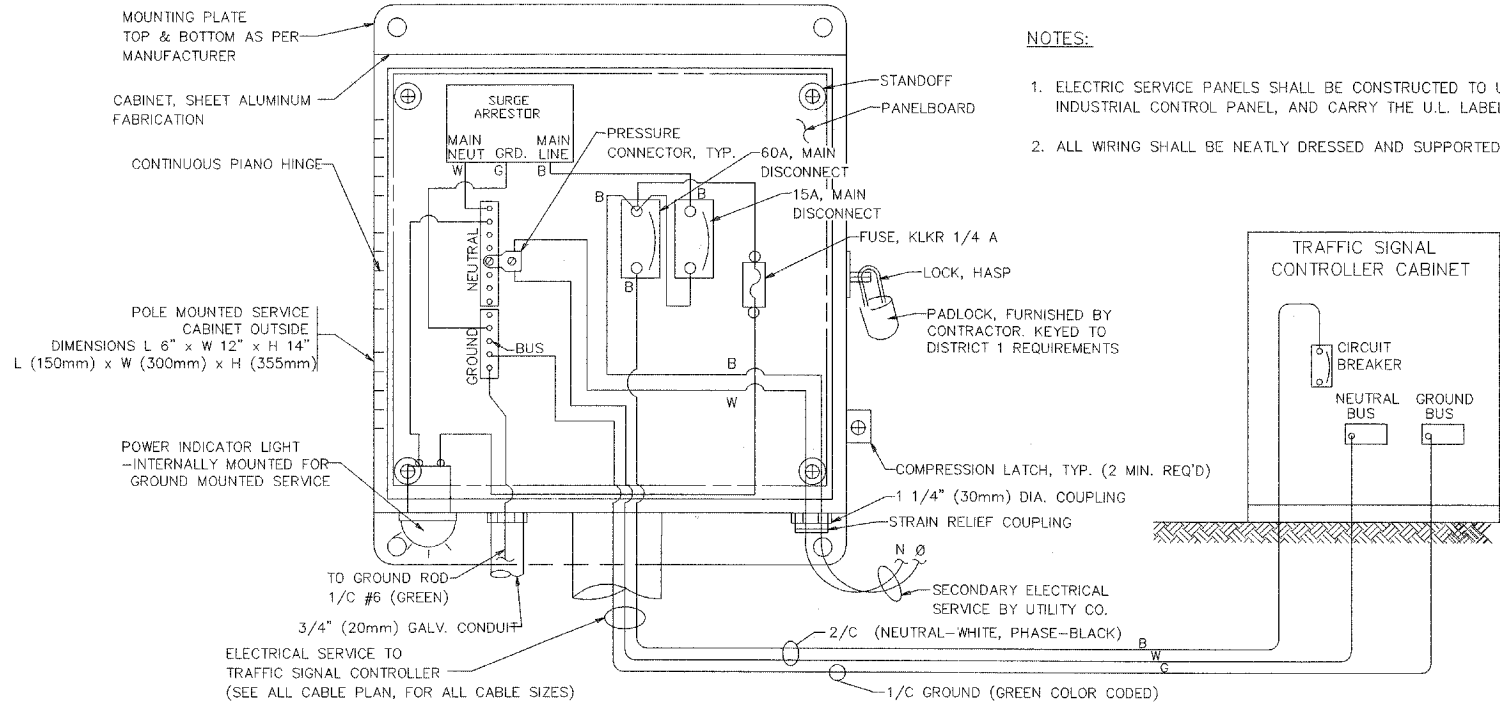 MOUNTING PLATE
TOP & BOTTOM AS PER
MANUFACTURER
CABINET, SHEET ALUMINUM
FABRICATION
CONTINUOUS PIANO HINGE
POLE MOUNTED SERVICE
CABINET OUTSIDE
DIMENSIONS L 6" x W 12" x H 14"
L (150mm) x W (300mm) x H (355mm)
POWER INDICATOR LIGHT
-INTERNALLY MOUNTED FOR
GROUND MOUNTED SERVICE
TO GROUND ROD
1/C #6 (GREEN)
3/4" (20mm) GALV. CONDUIT
ELECTRICAL SERVICE TO
TRAFFIC SIGNAL CONTROLLER
(SEE ALL CABLE PLAN, FOR ALL CABLE SIZES)
SURGE
ARRESTOR
MAIN
NEUT
GRD.
MAIN
LINE
W
G
B
PRESSURE
CONNECTOR, TYP.
NEUTRAL
GROUND
BUS
B
B
B
B
W
STANDOFF
PANELBOARD
60A, MAIN
DISCONNECT
15A, MAIN
DISCONNECT
FUSE, KLKR 1/4 A
LOCK, HASP
PADLOCK, FURNISHED BY
CONTRACTOR. KEYED TO
DISTRICT 1 REQUIREMENTS
COMPRESSION LATCH, TYP. (2 MIN. REQ'D)
1 1/4" (30mm) DIA. COUPLING
STRAIN RELIEF COUPLING
N Ø
SECONDARY ELECTRICAL
SERVICE BY UTILITY CO.
2/C (NEUTRAL-WHITE, PHASE-BLACK)
B
W
G
1/C GROUND (GREEN COLOR CODED)
NOTES:
1. ELECTRIC SERVICE PANELS SHALL BE CONSTRUCTED TO U
INDUSTRIAL CONTROL PANEL, AND CARRY THE U.L. LABEL
2. ALL WIRING SHALL BE NEATLY DRESSED AND SUPPORTED
TRAFFIC SIGNAL
CONTROLLER CABINET
CIRCUIT
BREAKER
NEUTRAL
BUS
GROUND
BUS